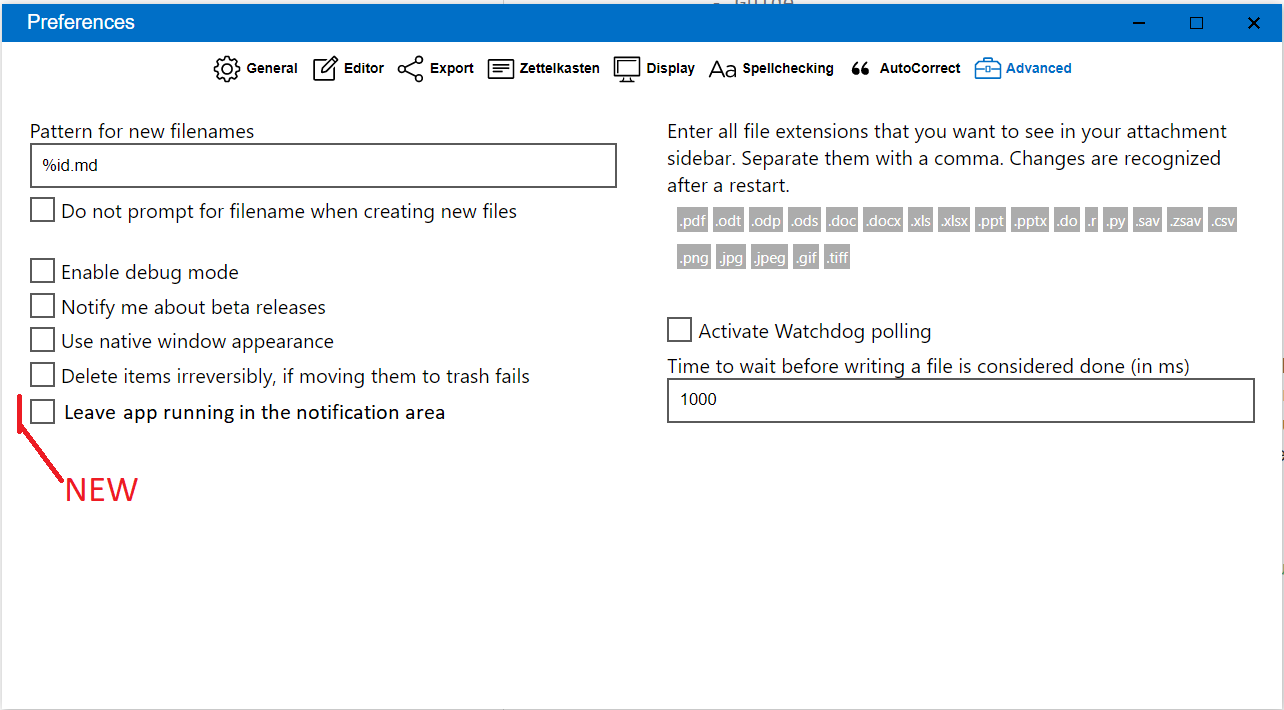 Preferences
General Editor Export Zettelkasten Display Aa Spellchecking AutoCorrect Advanced
Pattern for new filenames
%id.md
Do not prompt for filename when creating new files
Enable debug mode
Notify me about beta releases
Use native window appearance
Delete items irreversibly, if moving them to trash fails
Leave app running in the notification area
NEW
Enter all file extensions that you want to see in your attachment
sidebar. Separate them with a comma. Changes are recognized
after a restart.
.pdf .odt .odp .ods .doc .docx .xls .xlsx .ppt .pptx .do .r .py .sav .zsav .csv
.png .jpg .jpeg .gif .tiff
Activate Watchdog polling
Time to wait before writing a file is considered done (in ms)
1000